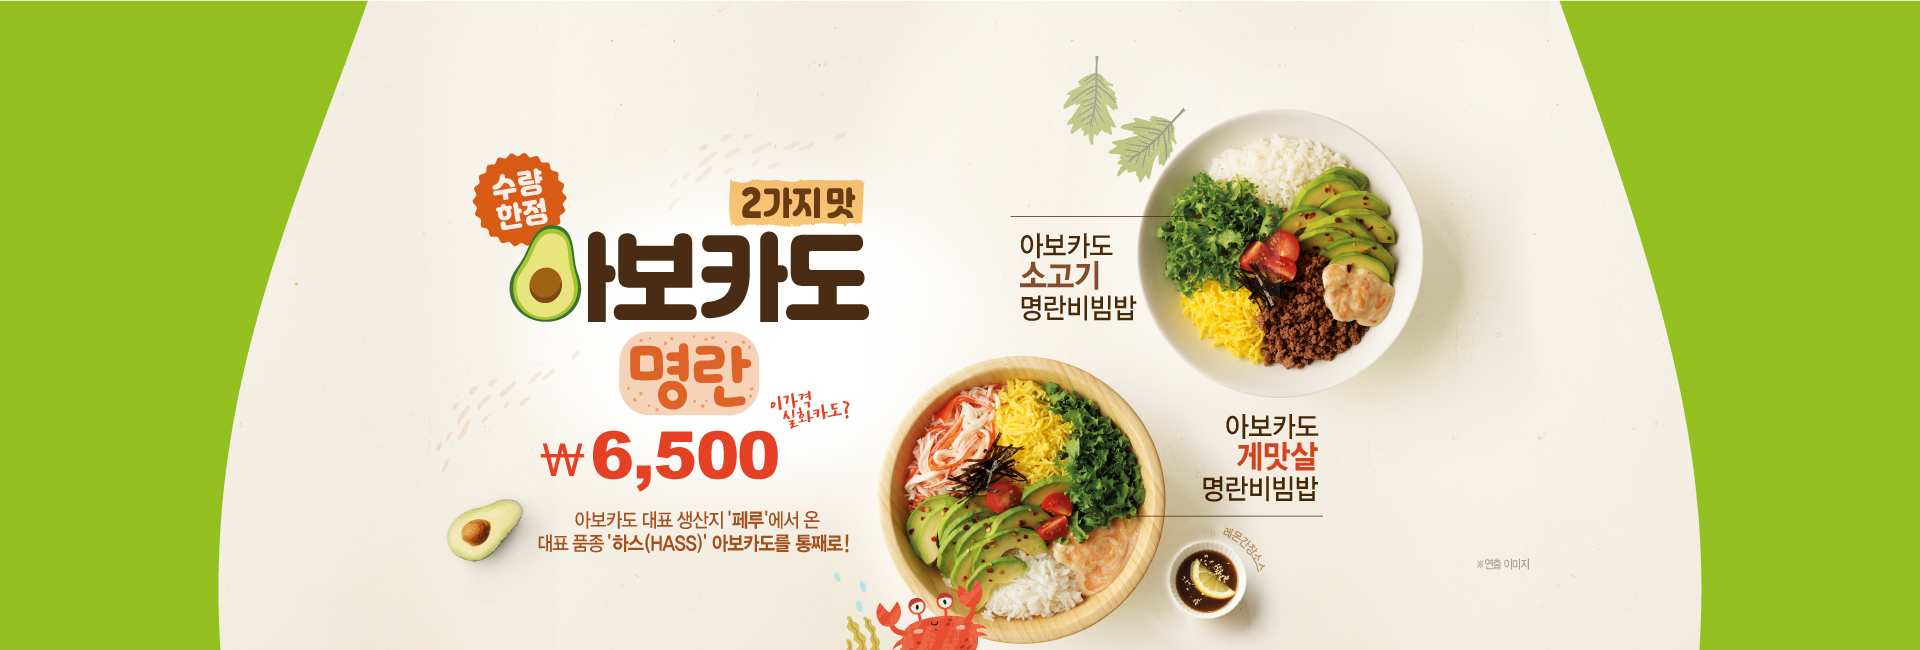 수량
한정
2가지 맛
아보카도
명란
이가격
실화카도?
₩6,500
아보카도 대표 생산지 '페루'에서 온
대표 품종 '하스(HASS)' 아보카도를 통째로!
아보카도
소고기
명란비빔밥
아보카도
게맛살
명란비빔밥
레몬간장소스
※연출 이미지